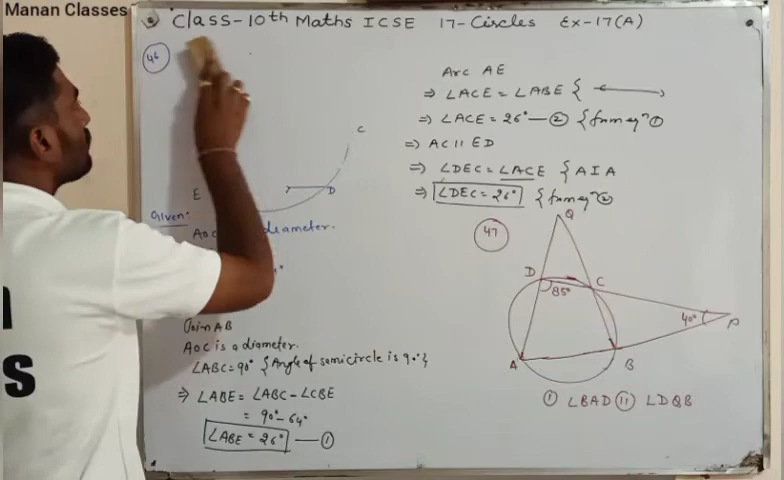 Manan Classes
Class-10th Maths ICSE 17-Circles Ex-17(A)
46
C
D
E
Given:
AOC diameter.
Join AB
AOC is a diameter.
∠ABC = 90° {Angle of semicircle is 90°}
⇒ ∠ABE = ∠ABC - ∠CBE
= 90° - 64°
∠ABE = 26° — ①
Arc AE
⇒ ∠ACE = ∠ABE {
⇒ ∠ACE = 26° — ② {from eqn ①
⇒ AC || ED
⇒ ∠DEC = ∠ACE {AIA
⇒ ∠DEC = 26° {from eqn ②
47
Q
D
C
85°
40°
P
A
B
① ∠BAD ⑪ ∠DQB
S